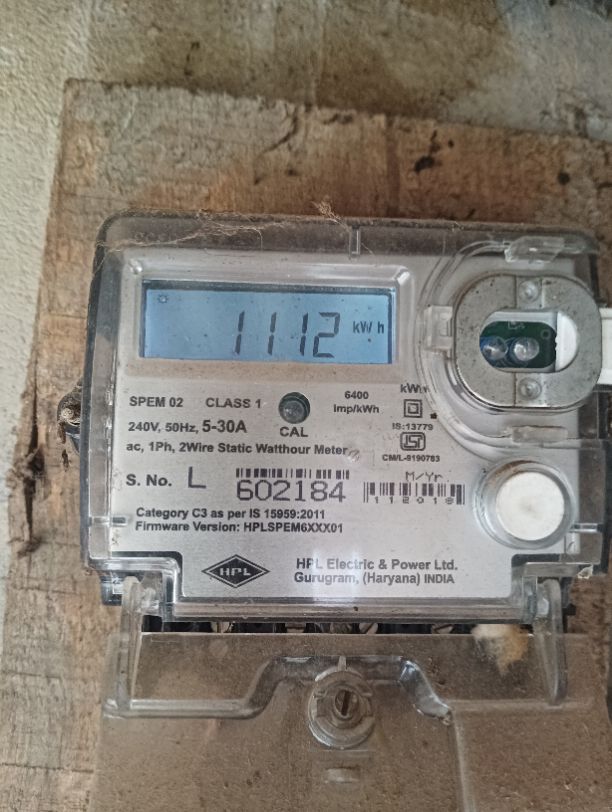 1112 kWh
SPEM 02 CLASS 1
6400 imp/kWh
240V, 50Hz, 5-30A
CAL
IS:13779
ac, 1Ph, 2Wire Static Watthour Meter
CM/L-9190783
S. No. L 602184
M/Yr
112018
Category C3 as per IS 15959:2011
Firmware Version: HPLSPEM6XXX01
HPL
HPL Electric & Power Ltd.
Gurugram, (Haryana) INDIA